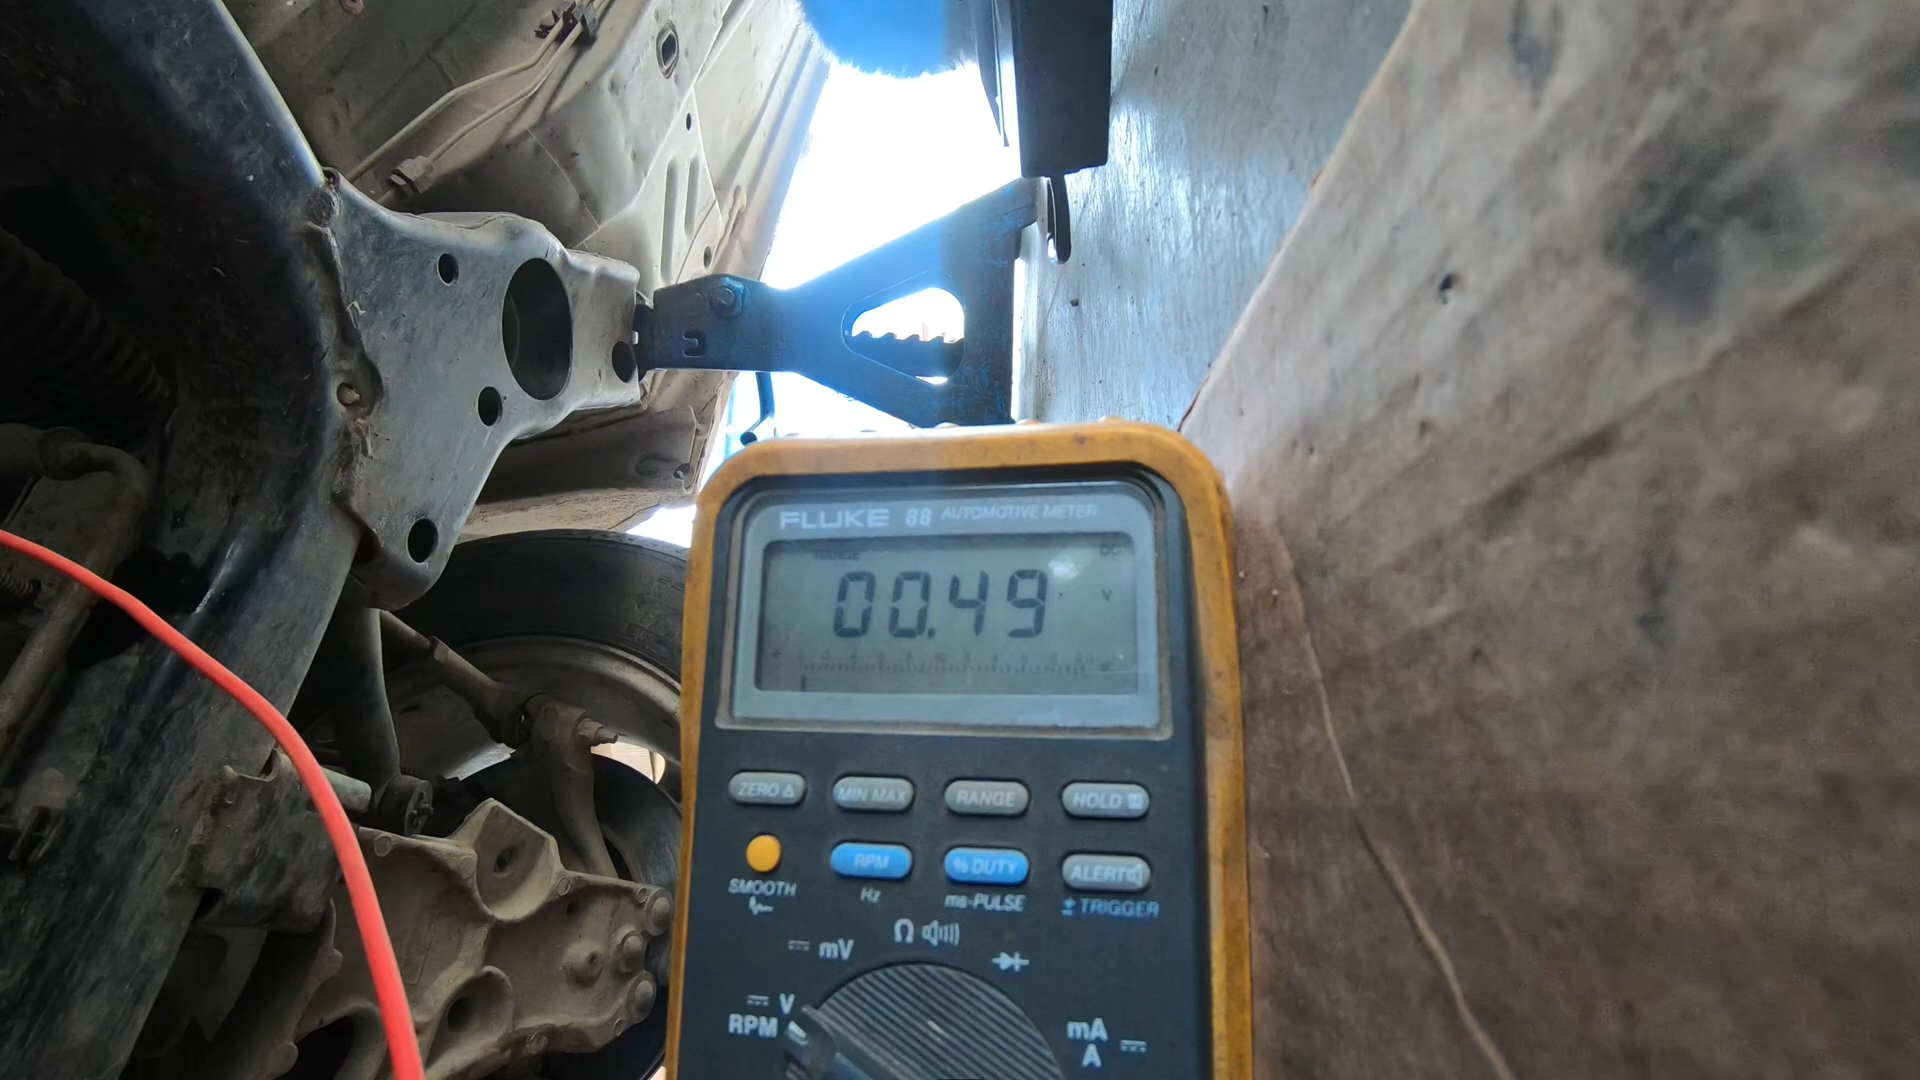 FLUKE 88 AUTOMOTIVE METER
RANGE DC
00.49 V
ZERO Δ MIN MAX RANGE HOLD
RPM % DUTY ALERT
SMOOTH Hz ms-PULSE ± TRIGGER
mV Ω
V
RPM mA
A